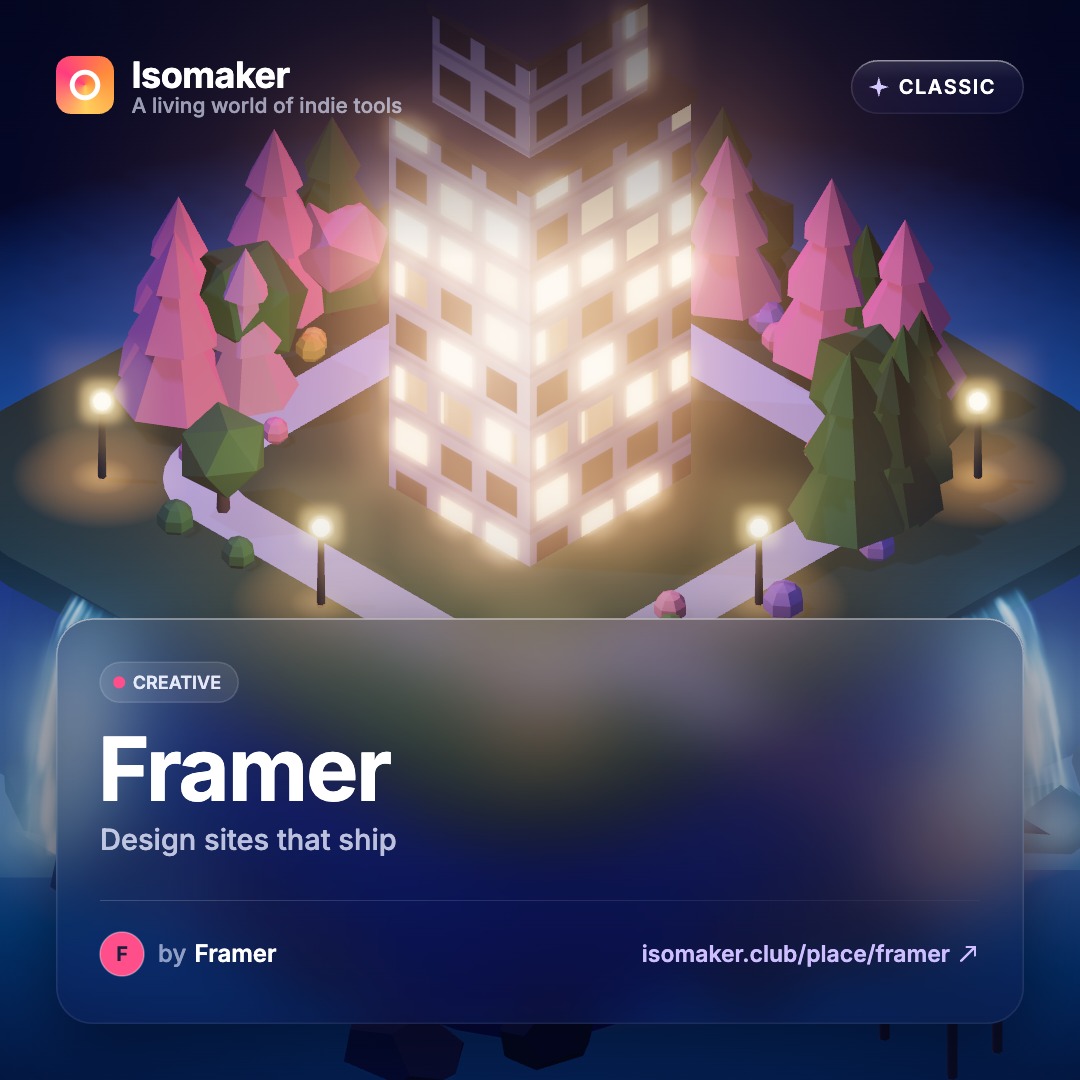 Isomaker
A living world of indie tools
CLASSIC
CREATIVE
Framer
Design sites that ship
F
by Framer
isomaker.club/place/framer ↗